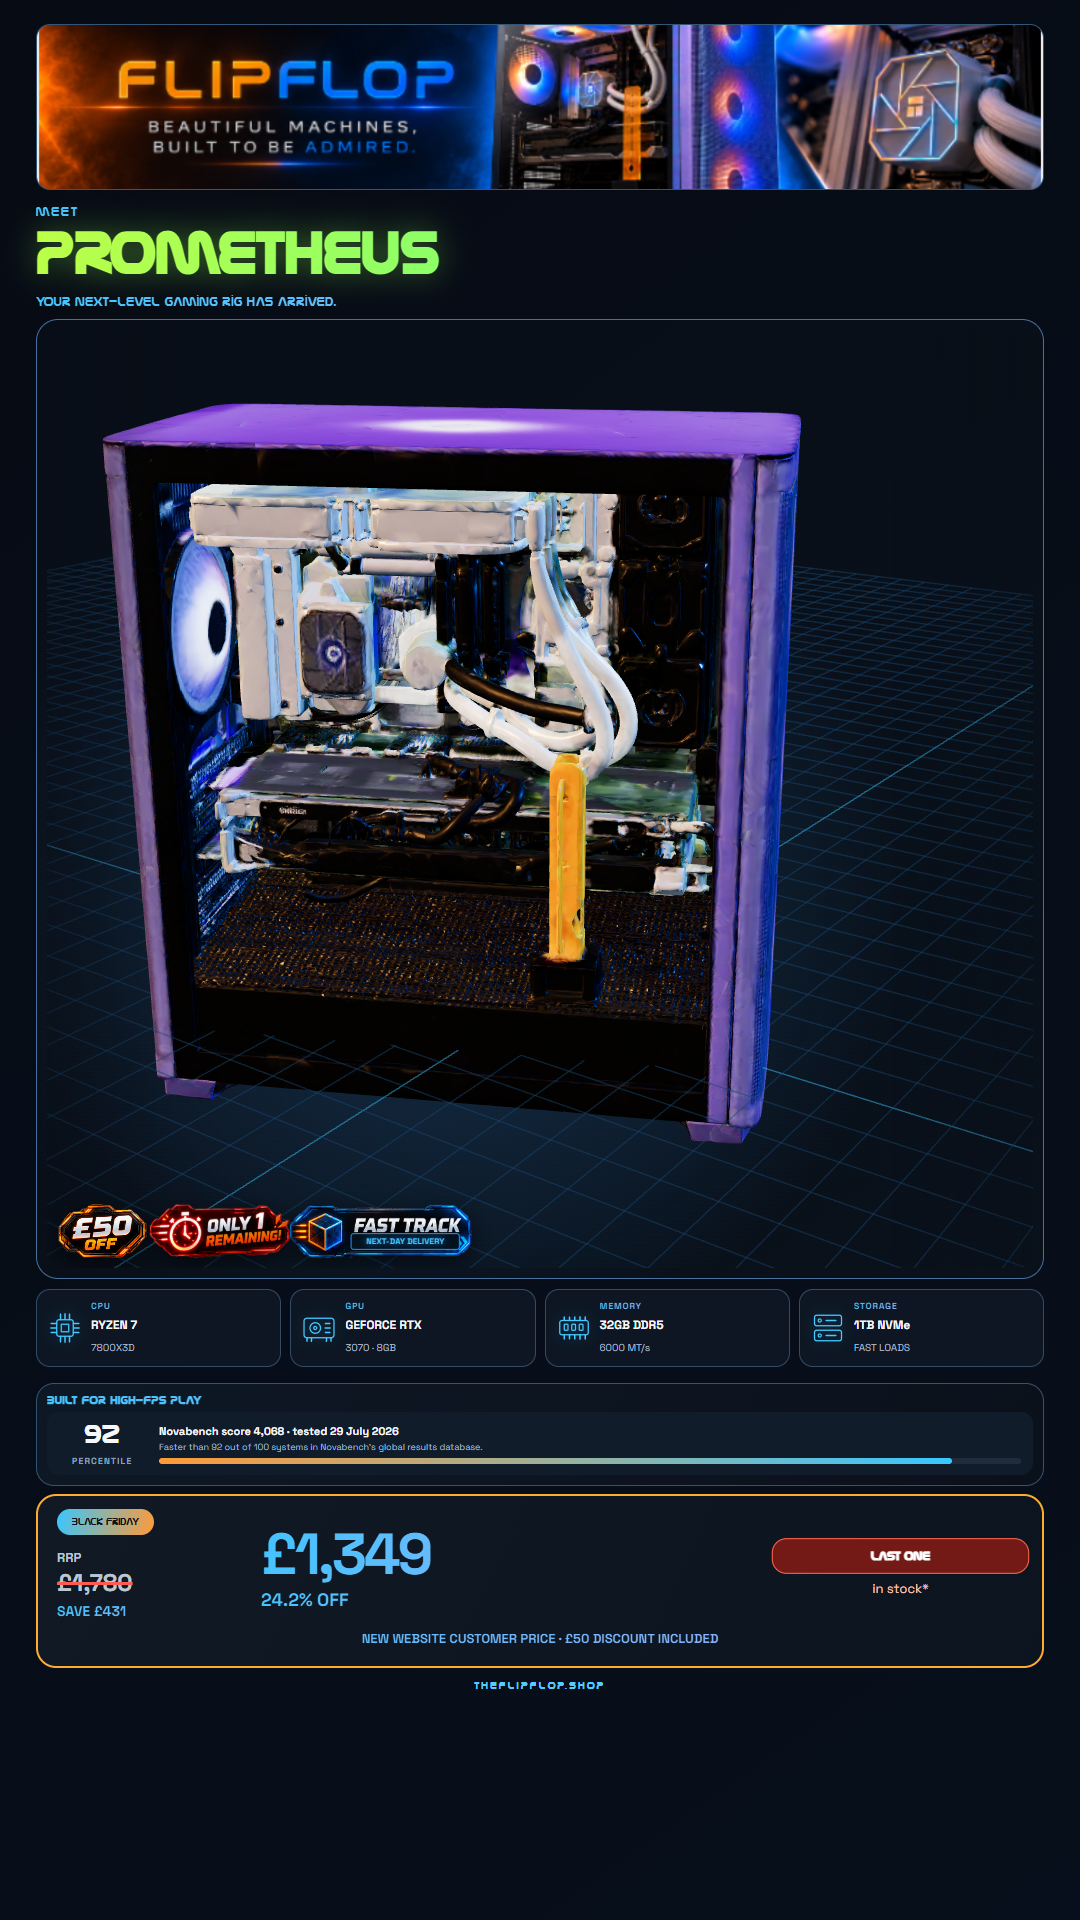 FLIPFLOP
BEAUTIFUL MACHINES,
BUILT TO BE ADMIRED.
MEET
PROMETHEUS
YOUR NEXT-LEVEL GAMING RIG HAS ARRIVED.
£50 OFF
ONLY 1 REMAINING!
FAST TRACK
NEXT-DAY DELIVERY
CPU
RYZEN 7
7800X3D
GPU
GEFORCE RTX
3070 · 8GB
MEMORY
32GB DDR5
6000 MT/s
STORAGE
1TB NVMe
FAST LOADS
BUILT FOR HIGH-FPS PLAY
92
PERCENTILE
Novabench score 4,068 · tested 29 July 2026
Faster than 92 out of 100 systems in Novabench's global results database.
BLACK FRIDAY
RRP
£1,780
SAVE £431
£1,349
24.2% OFF
LAST ONE
in stock*
NEW WEBSITE CUSTOMER PRICE · £50 DISCOUNT INCLUDED
THEFLIPFLOP.SHOP